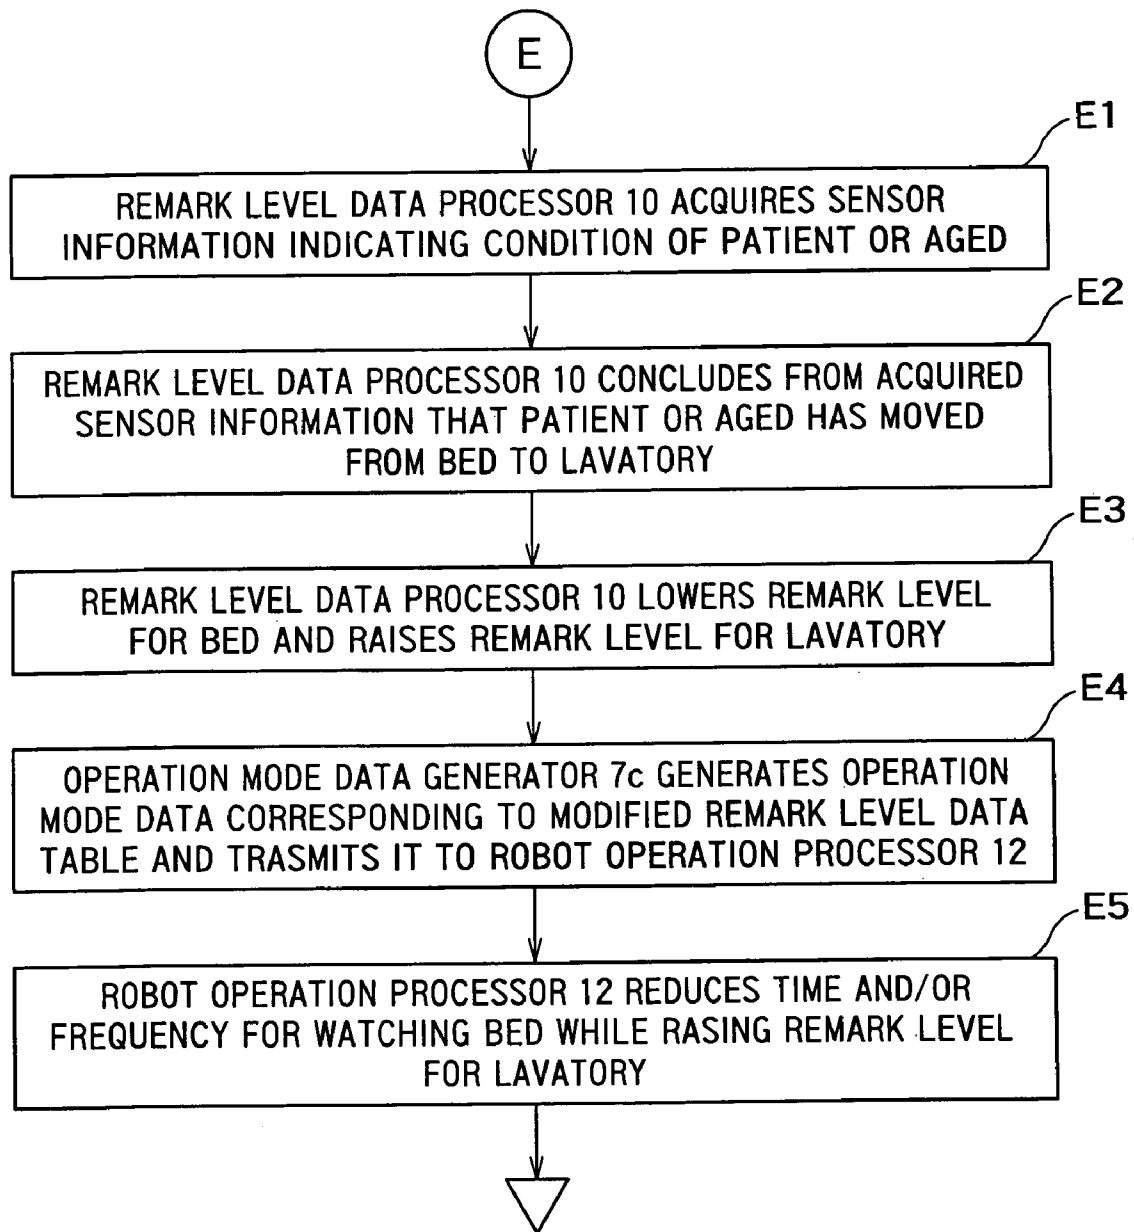 E
E1
REMARK LEVEL DATA PROCESSOR 10 ACQUIRES SENSOR
INFORMATION INDICATING CONDITION OF PATIENT OR AGED
E2
REMARK LEVEL DATA PROCESSOR 10 CONCLUDES FROM ACQUIRED
SENSOR INFORMATION THAT PATIENT OR AGED HAS MOVED
FROM BED TO LAVATORY
E3
REMARK LEVEL DATA PROCESSOR 10 LOWERS REMARK LEVEL
FOR BED AND RAISES REMARK LEVEL FOR LAVATORY
E4
OPERATION MODE DATA GENERATOR 7c GENERATES OPERATION
MODE DATA CORRESPONDING TO MODIFIED REMARK LEVEL DATA
TABLE AND TRASMITS IT TO ROBOT OPERATION PROCESSOR 12
E5
ROBOT OPERATION PROCESSOR 12 REDUCES TIME AND/OR
FREQUENCY FOR WATCHING BED WHILE RASING REMARK LEVEL
FOR LAVATORY